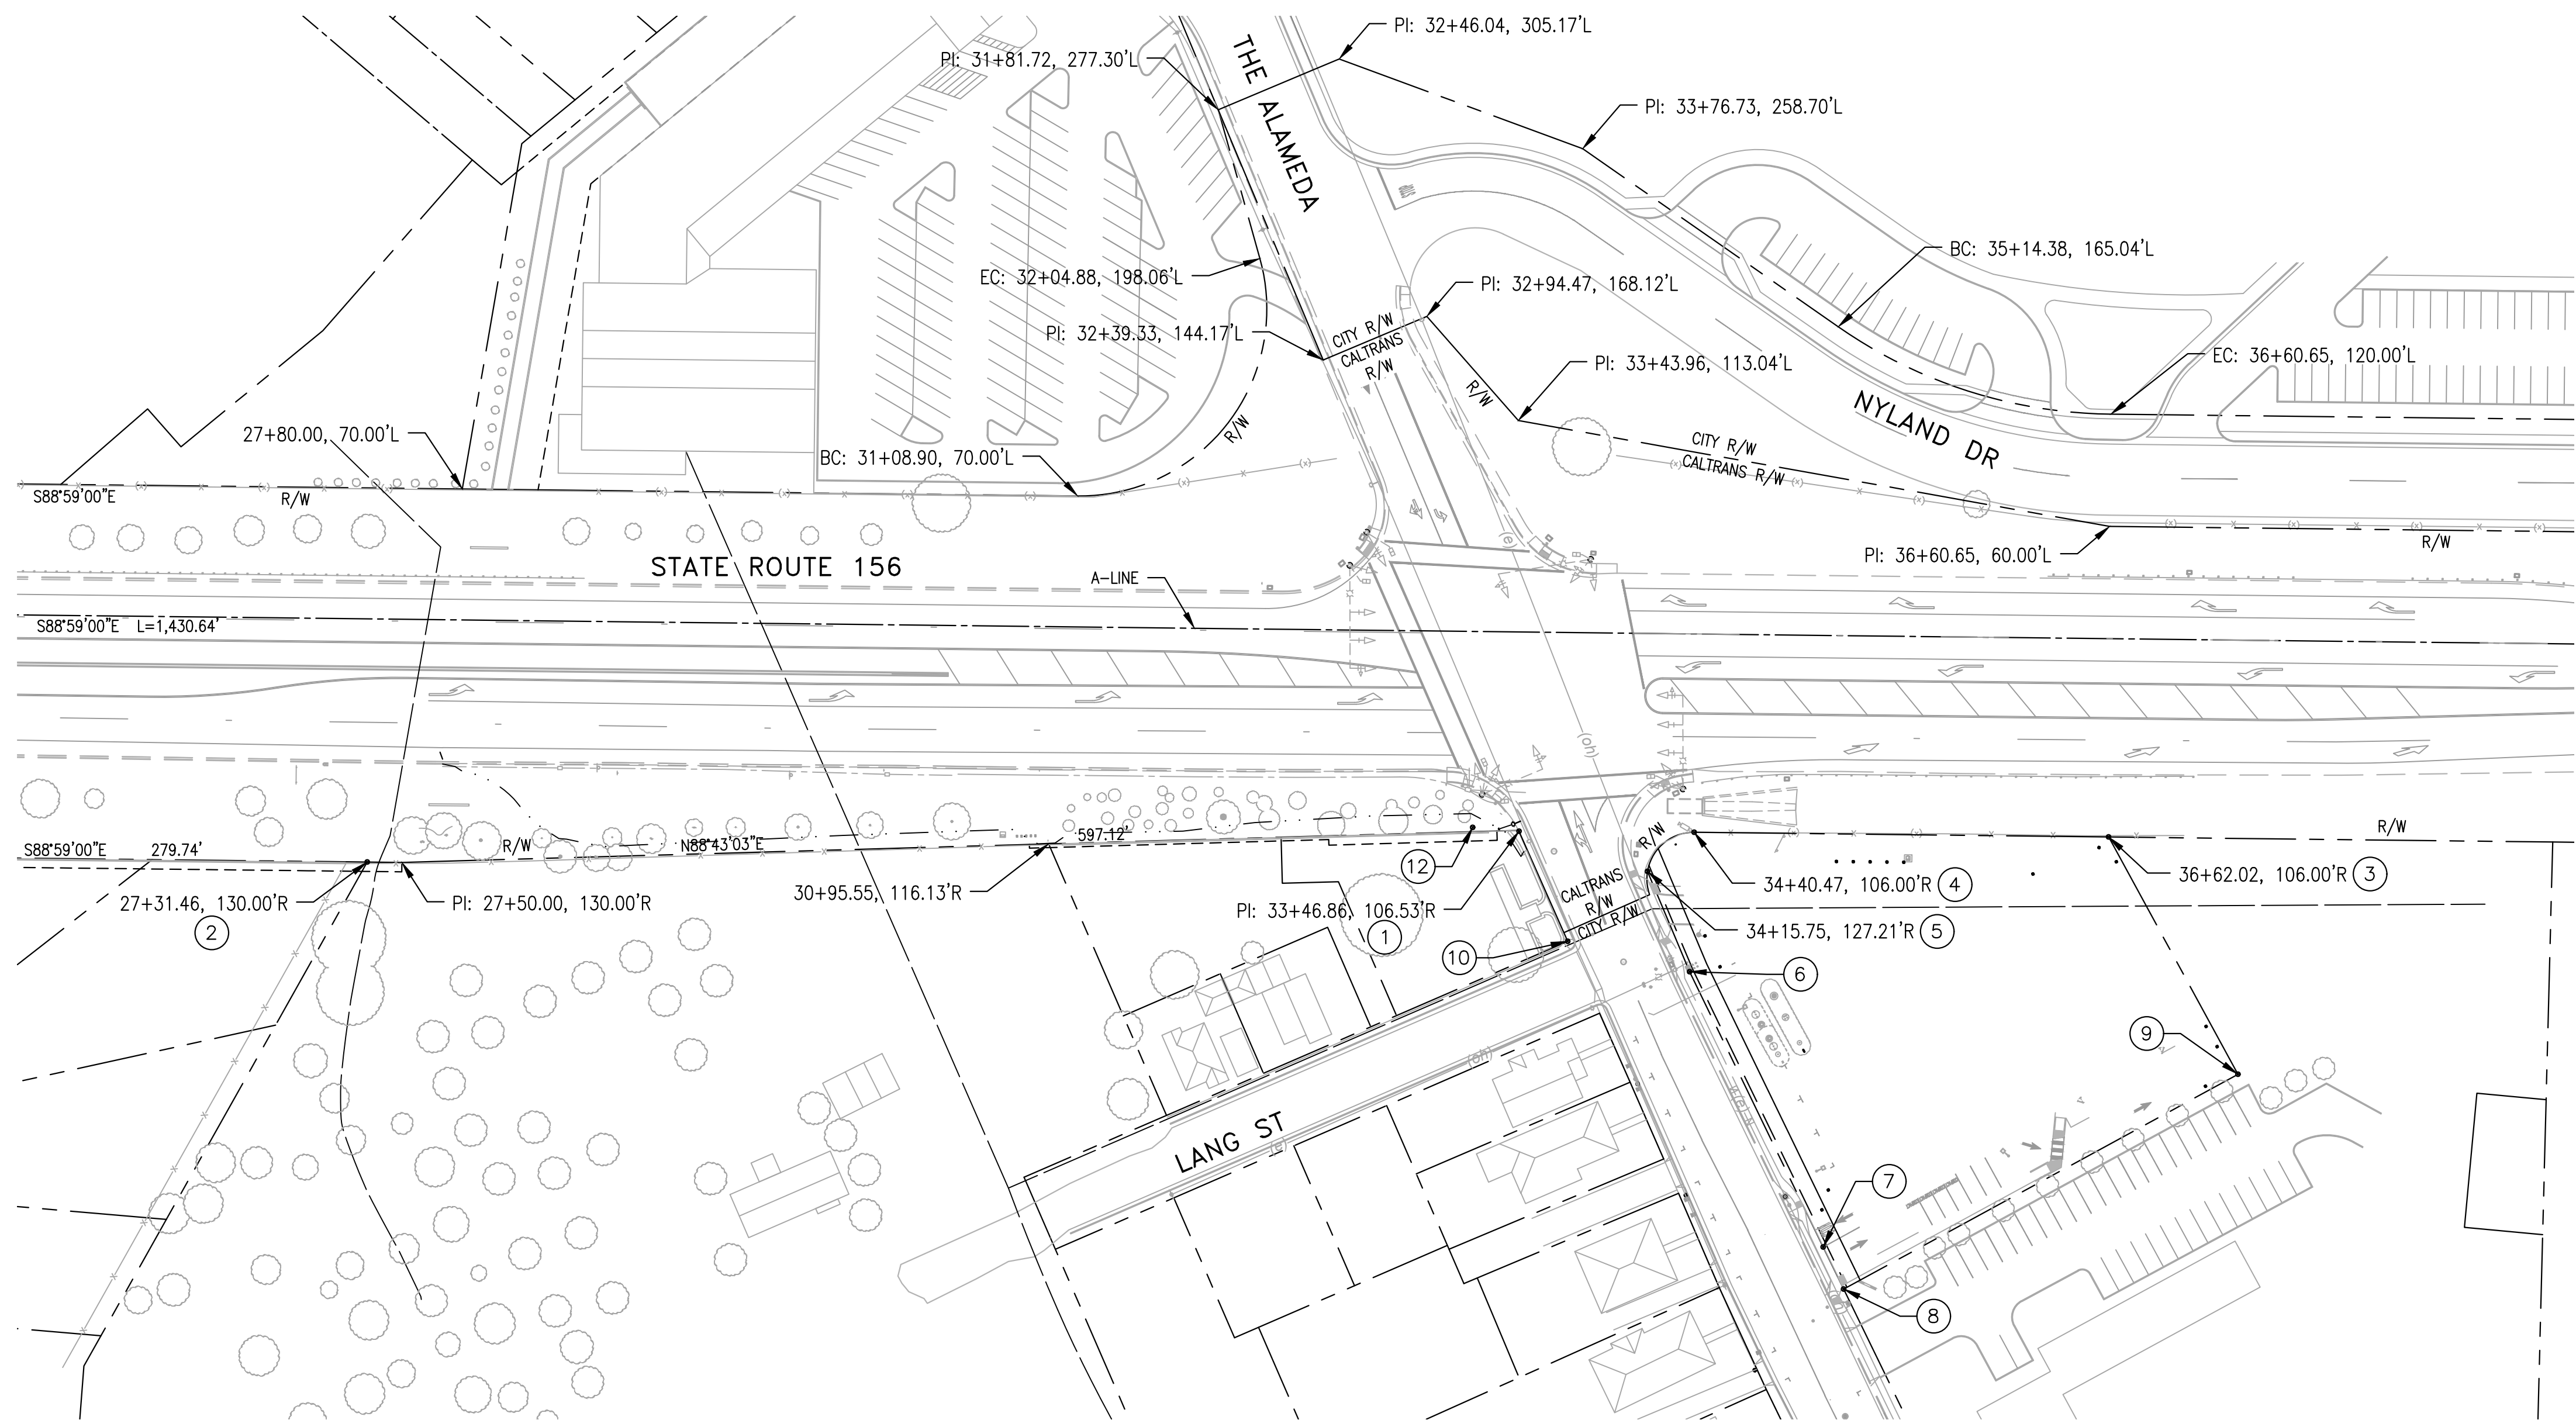 PI: 32+46.04, 305.17'L
PI: 31+81.72, 277.30'L
THE ALAMEDA
PI: 33+76.73, 258.70'L
BC: 35+14.38, 165.04'L
EC: 32+04.88, 198.06'L
PI: 32+94.47, 168.12'L
PI: 32+39.33, 144.17'L
CITY R/W
CALTRANS
R/W
EC: 36+60.65, 120.00'L
PI: 33+43.96, 113.04'L
R/W
NYLAND DR
27+80.00, 70.00'L
R/W
CITY R/W
CALTRANS R/W
BC: 31+08.90, 70.00'L
S88°59'00"E
R/W
PI: 36+60.65, 60.00'L
R/W
STATE ROUTE 156
A-LINE
(e)
S88°59'00"E L=1,430.64'
(oh)
S88°59'00"E 279.74'
R/W
N88°43'03"E
597.12'
R/W
R/W
12
27+31.46, 130.00'R
2
PI: 27+50.00, 130.00'R
30+95.55, 116.13'R
PI: 33+46.86, 106.53'R
1
CALTRANS
R/W
CITY R/W
34+40.47, 106.00'R 4
36+62.02, 106.00'R 3
34+15.75, 127.21'R 5
10
6
9
(oh)
(e)
LANG ST
(e)
7
8